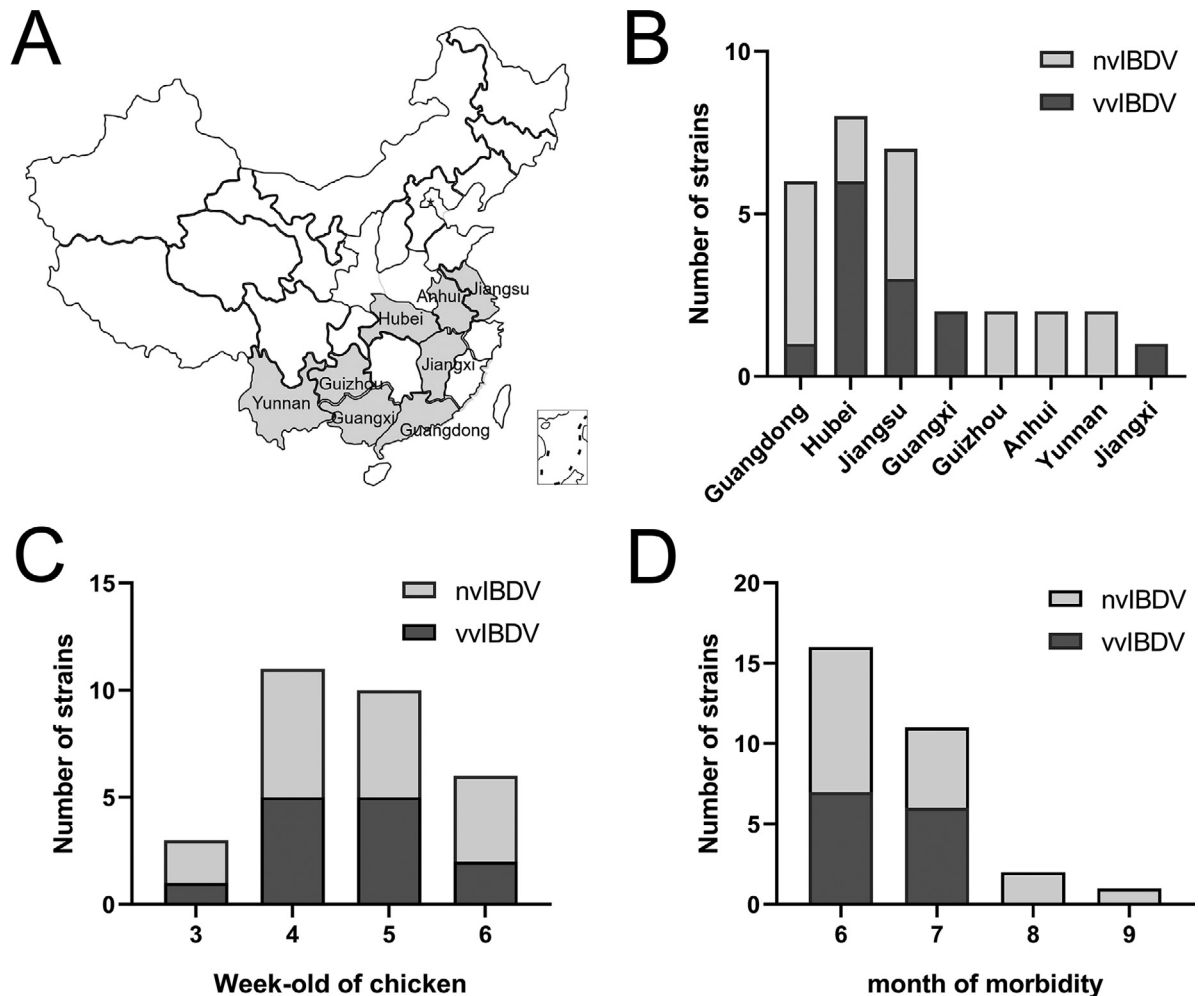 A
Jiangsu
Anhui
Hubei
Jiangxi
Guizhou
Yunnan
Guangxi
Guangdong
B
10
5
0
Number of strains
nvIBDV
vvIBDV
Guangdong
Hubei
Jiangsu
Guangxi
Guizhou
Anhui
Yunnan
Jiangxi
C
15
10
5
0
Number of strains
nvIBDV
vvIBDV
3 4 5 6
Week-old of chicken
D
20
15
10
5
0
Number of strains
nvIBDV
vvIBDV
6 7 8 9
month of morbidity